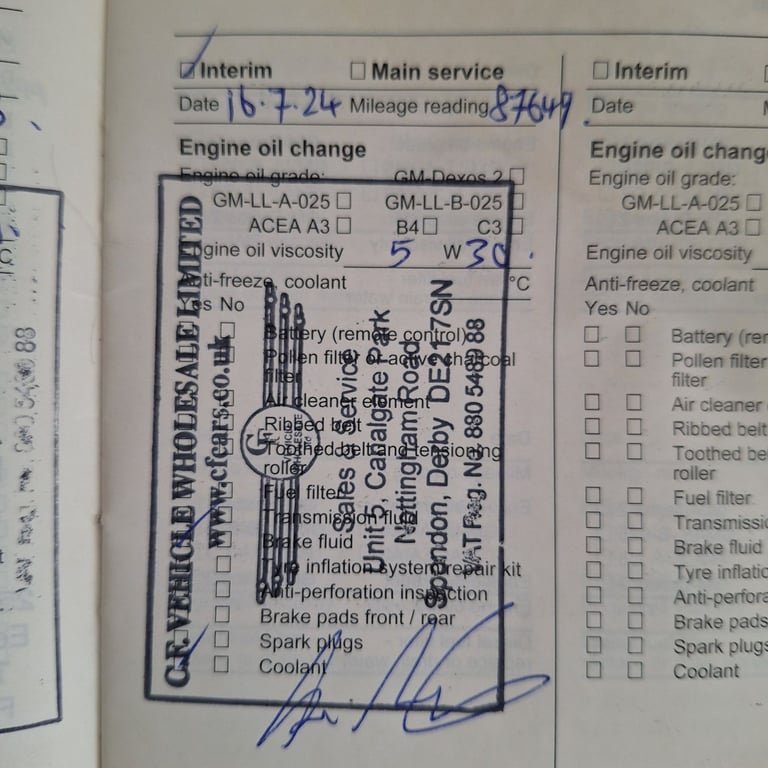 Interim Main service
Date 16.7.24 Mileage reading 87649
Engine oil change
Engine oil grade: GM-Dexos 2
GM-LL-A-025 GM-LL-B-025
ACEA A3 B4 C3
Engine oil viscosity 5 W 30.
Anti-freeze, coolant °C
Yes No
Battery (remote control)
Pollen filter or active charcoal
filter
Air cleaner element
Ribbed belt
Toothed belt and tensioning
roller
Fuel filter
Transmission fluid
Brake fluid
Tyre inflation system repair kit
Anti-perforation inspection
Brake pads front / rear
Spark plugs
Coolant
C.F. VEHICLE WHOLESALE LIMITED
www.cfcars.co.uk
Sales & Service
Unit 5, Canalgate Park
Nottingham Road
Spondon, Derby DE21 7SN
VAT Reg. No. 880 5480 88
Interim
Date
Engine oil chang
Engine oil grade:
GM-LL-A-025
ACEA A3
Engine oil viscosity
Anti-freeze, coolant
Yes No
Battery (rem
Pollen filter
filter
Air cleaner
Ribbed belt
Toothed be
roller
Fuel filter
Transmissio
Brake fluid
Tyre inflatio
Anti-perfora
Brake pads
Spark plugs
Coolant